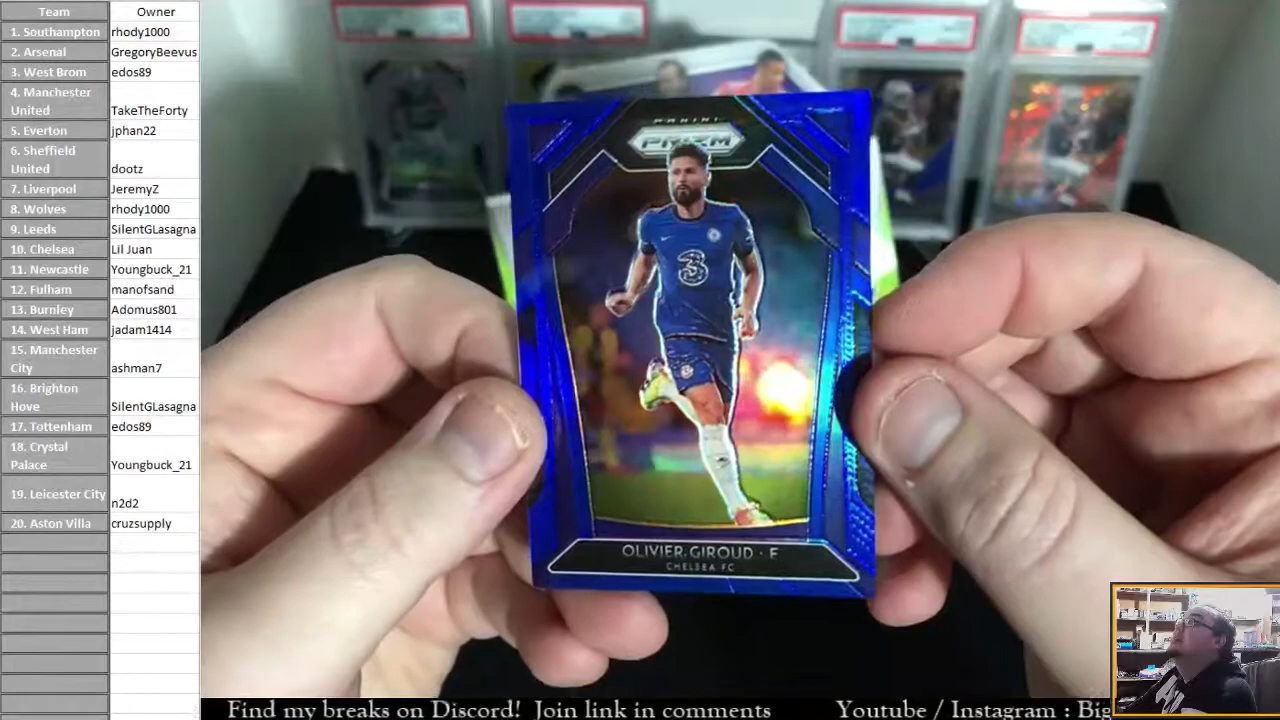 Team Owner
1. Southampton rhody1000
2. Arsenal GregoryBeevus
3. West Brom edos89
4. Manchester
United TakeTheForty
5. Everton jphan22
6. Sheffield
United dootz
7. Liverpool JeremyZ
8. Wolves rhody1000
9. Leeds SilentGLasagna
10. Chelsea Lil Juan
11. Newcastle Youngbuck_21
12. Fulham manofsand
13. Burnley Adomus801
14. West Ham jadam1414
15. Manchester
City ashman7
16. Brighton
Hove SilentGLasagna
17. Tottenham edos89
18. Crystal
Palace Youngbuck_21
19. Leicester City n2d2
20. Aston Villa cruzsupply
PANINI
PRIZM
3
OLIVIER GIROUD · F
CHELSEA FC
Find my breaks on Discord! Join link in comments Youtube / Instagram : Big